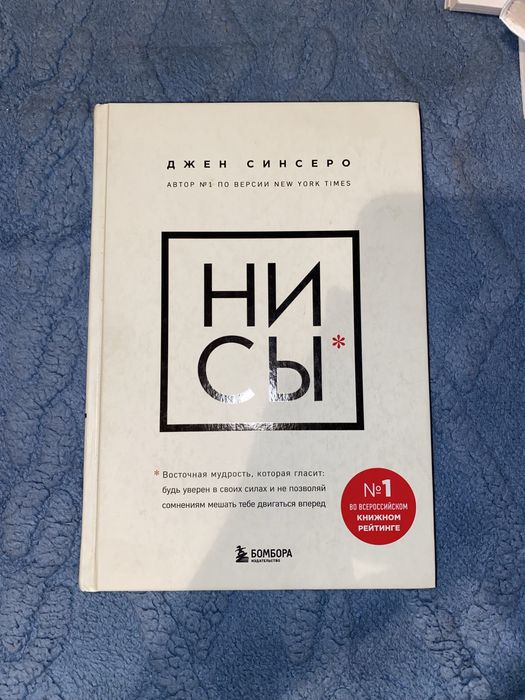 ДЖЕН СИНСЕРО
АВТОР №1 ПО ВЕРСИИ NEW YORK TIMES
НИ
СЫ*
* Восточная мудрость, которая гласит:
будь уверен в своих силах и не позволяй
сомнениям мешать тебе двигаться вперед
№1
ВО ВСЕРОССИЙСКОМ
КНИЖНОМ
РЕЙТИНГЕ
БОМБОРА
ИЗДАТЕЛЬСТВО